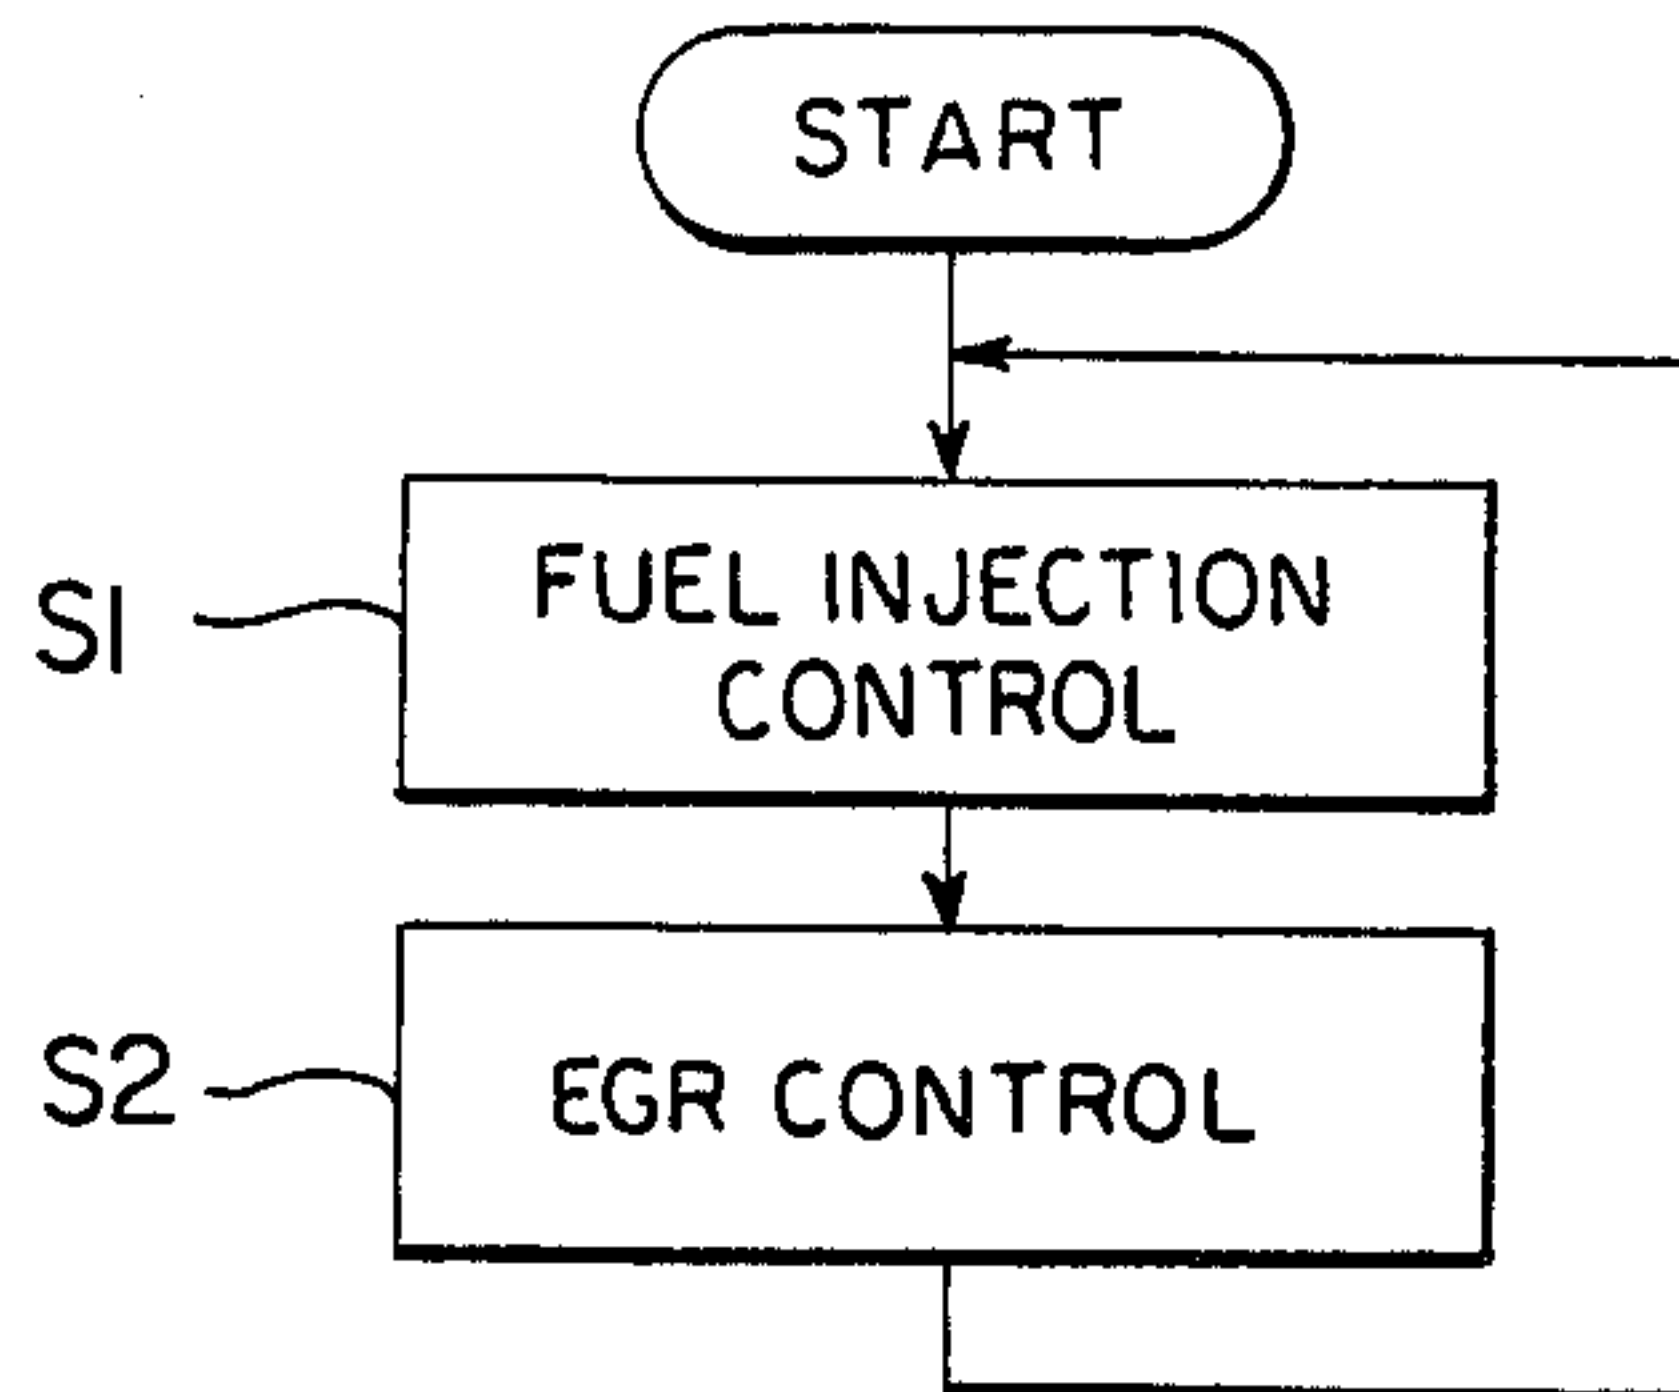 START
S1
FUEL INJECTION
CONTROL
S2
EGR CONTROL